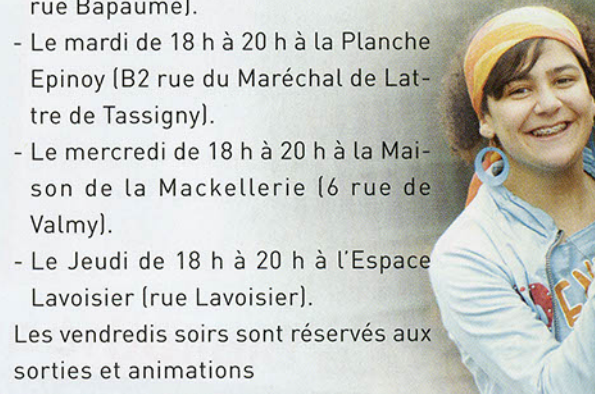 rue Bapaume).
- Le mardi de 18 h à 20 h à la Planche
Epinoy (B2 rue du Maréchal de Lat-
tre de Tassigny).
- Le mercredi de 18 h à 20 h à la Mai-
son de la Mackellerie (6 rue de
Valmy).
- Le Jeudi de 18 h à 20 h à l'Espace
Lavoisier (rue Lavoisier).
Les vendredis soirs sont réservés aux
sorties et animations